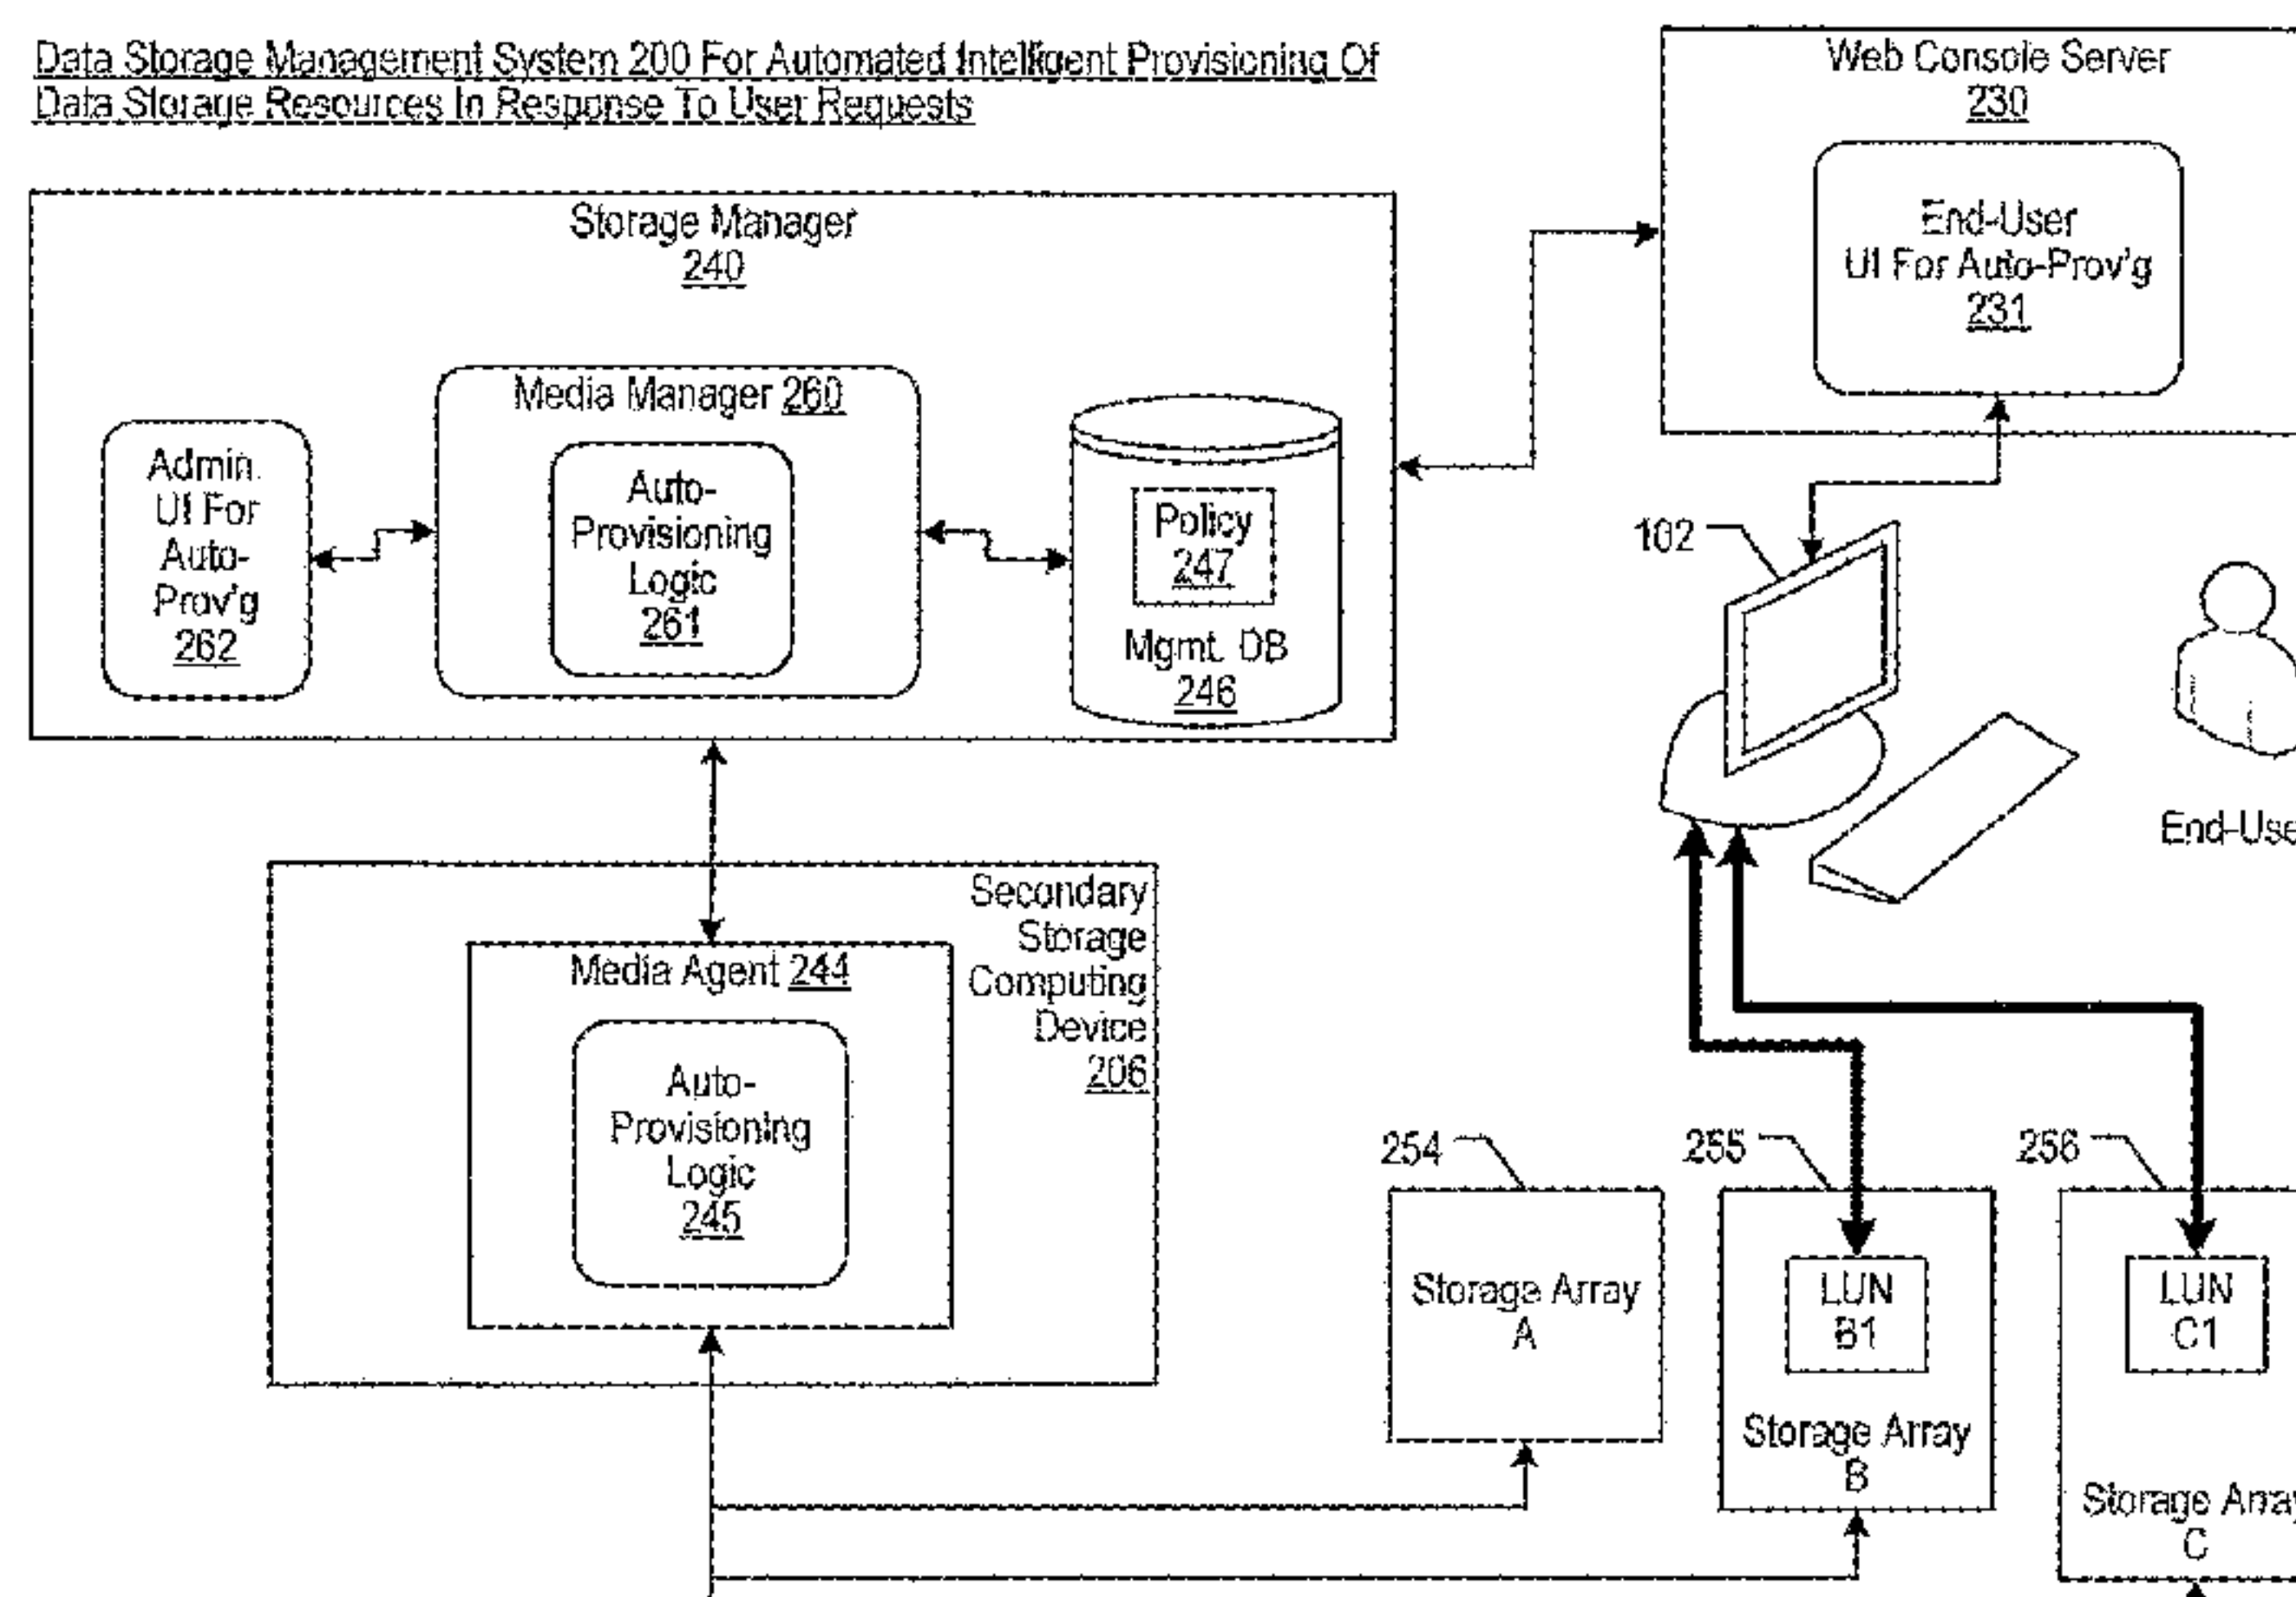 Data Storage Management System 200 For Automated Intelligent Provisioning Of
Data Storage Resources In Response To User Requests
Web Console Server
230
End-User
UI For Auto-Prov'g
231
Storage Manager
240
Media Manager 260
Admin.
UI For
Auto-
Prov'g
262
Auto-
Provisioning
Logic
261
Policy
247
Mgmt. DB
246
102
End-Use
Secondary
Storage
Computing
Device
206
Media Agent 244
Auto-
Provisioning
Logic
245
254
Storage Array
A
255
LUN
B1
Storage Array
B
256
LUN
C1
Storage Array
C